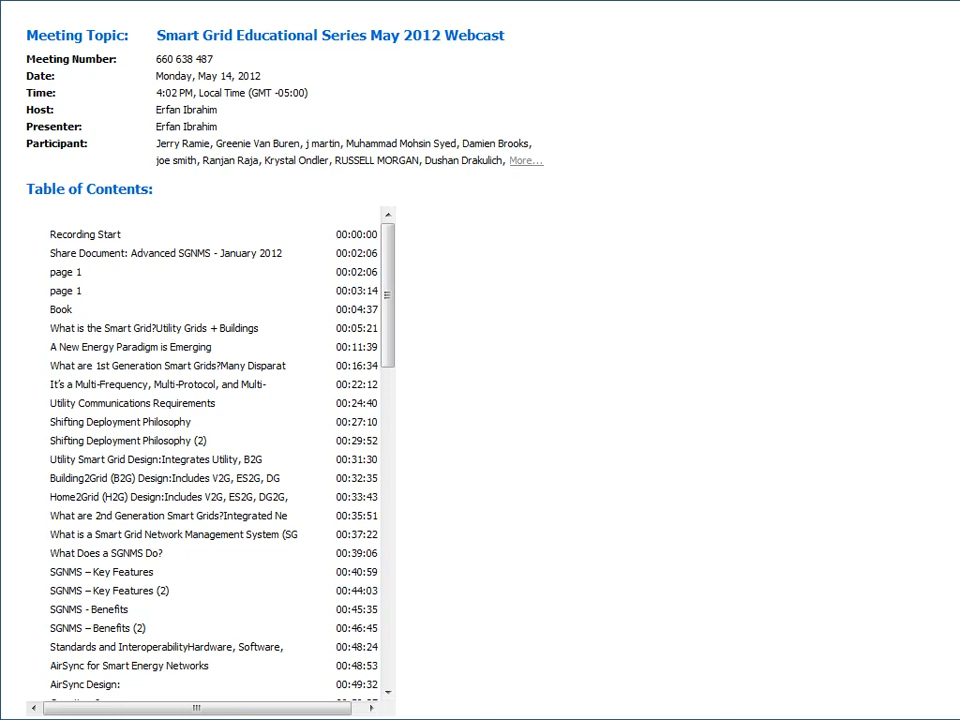 Meeting Topic: Smart Grid Educational Series May 2012 Webcast
Meeting Number: 660 638 487
Date: Monday, May 14, 2012
Time: 4:02 PM, Local Time (GMT -05:00)
Host: Erfan Ibrahim
Presenter: Erfan Ibrahim
Participant: Jerry Ramie, Greenie Van Buren, j martin, Muhammad Mohsin Syed, Damien Brooks,
joe smith, Ranjan Raja, Krystal Ondler, RUSSELL MORGAN, Dushan Drakulich, More...
Table of Contents:
Recording Start 00:00:00
Share Document: Advanced SGNMS - January 2012 00:02:06
page 1 00:02:06
page 1 00:03:14
Book 00:04:37
What is the Smart Grid?Utility Grids + Buildings 00:05:21
A New Energy Paradigm is Emerging 00:11:39
What are 1st Generation Smart Grids?Many Disparat 00:16:34
It's a Multi-Frequency, Multi-Protocol, and Multi- 00:22:12
Utility Communications Requirements 00:24:40
Shifting Deployment Philosophy 00:27:10
Shifting Deployment Philosophy (2) 00:29:52
Utility Smart Grid Design:Integrates Utility, B2G 00:31:30
Building2Grid (B2G) Design:Includes V2G, ES2G, DG 00:32:35
Home2Grid (H2G) Design:Includes V2G, ES2G, DG2G, 00:33:43
What are 2nd Generation Smart Grids?Integrated Ne 00:35:51
What is a Smart Grid Network Management System (SG 00:37:22
What Does a SGNMS Do? 00:39:06
SGNMS – Key Features 00:40:59
SGNMS – Key Features (2) 00:44:03
SGNMS - Benefits 00:45:35
SGNMS – Benefits (2) 00:46:45
Standards and InteroperabilityHardware, Software, 00:48:24
AirSync for Smart Energy Networks 00:48:53
AirSync Design: 00:49:32